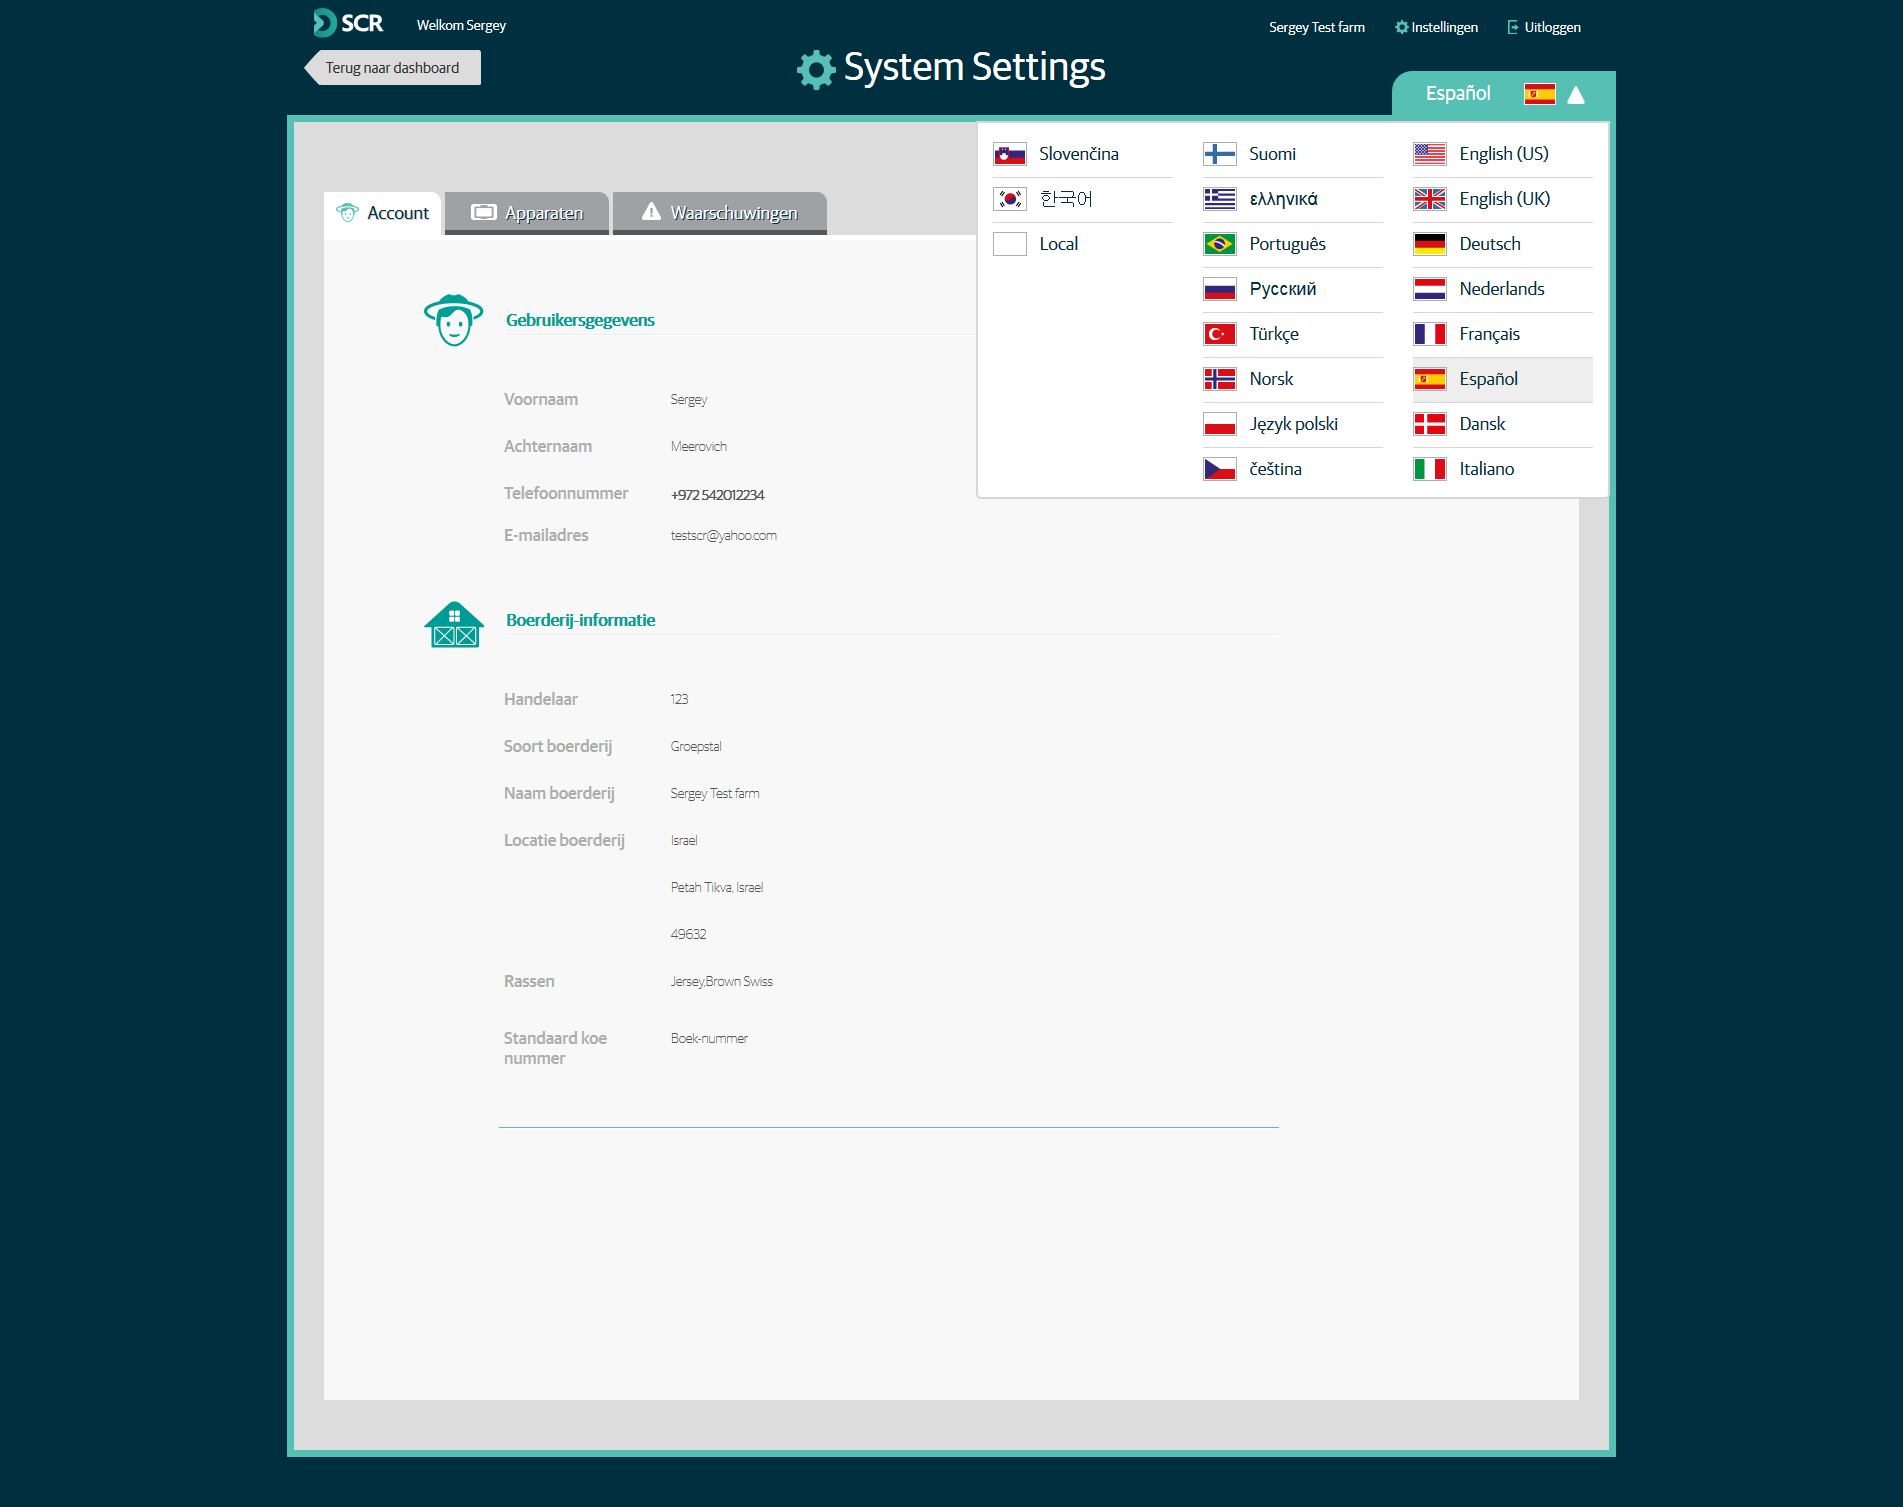 SCR
Welkom Sergey
Sergey Test farm
Instellingen
Uitloggen
Terug naar dashboard
System Settings
Español
Slovenčina
한국어
Local
Suomi
ελληνικά
Português
Русский
Türkçe
Norsk
Język polski
čeština
English (US)
English (UK)
Deutsch
Nederlands
Français
Español
Dansk
Italiano
Account
Apparaten
Waarschuwingen
Gebruikersgegevens
Voornaam Sergey
Achternaam Meerovich
Telefoonnummer +972 542012234
E-mailadres testscr@yahoo.com
Boerderij-informatie
Handelaar 123
Soort boerderij Groepstal
Naam boerderij Sergey Test farm
Locatie boerderij Israel
Petah Tikva, Israel
49632
Rassen Jersey,Brown Swiss
Standaard koe Boek-nummer
nummer